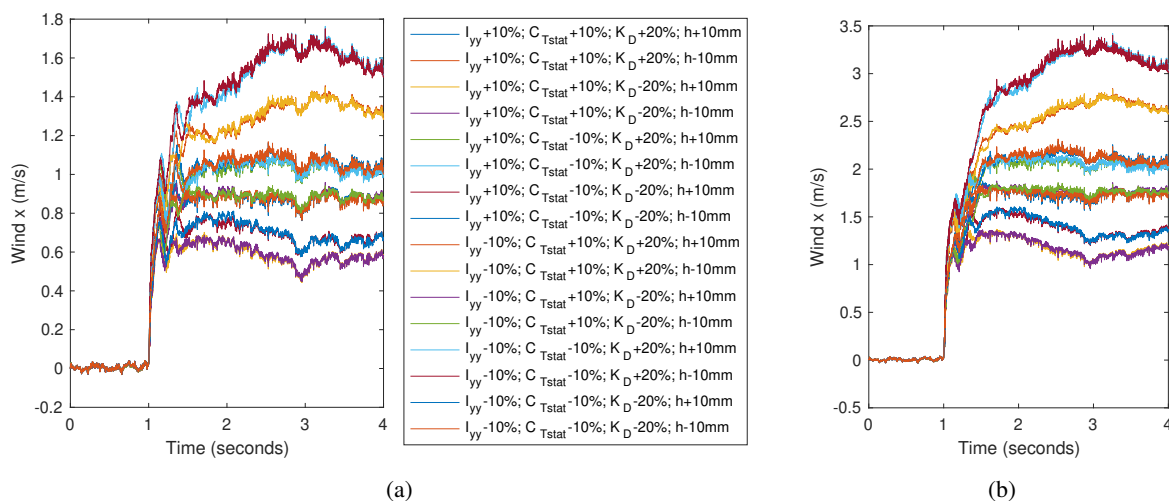 1.8
1.6
1.4
1.2
1
0.8
0.6
0.4
0.2
0
-0.2
Wind x (m/s)
0 1 2 3 4
Time (seconds)
I yy +10%; C Tstat +10%; K D +20%; h+10mm
I yy +10%; C Tstat +10%; K D +20%; h-10mm
I yy +10%; C Tstat +10%; K D -20%; h+10mm
I yy +10%; C Tstat +10%; K D -20%; h-10mm
I yy +10%; C Tstat -10%; K D +20%; h+10mm
I yy +10%; C Tstat -10%; K D +20%; h-10mm
I yy +10%; C Tstat -10%; K D -20%; h+10mm
I yy +10%; C Tstat -10%; K D -20%; h-10mm
I yy -10%; C Tstat +10%; K D +20%; h+10mm
I yy -10%; C Tstat +10%; K D +20%; h-10mm
I yy -10%; C Tstat +10%; K D -20%; h+10mm
I yy -10%; C Tstat +10%; K D -20%; h-10mm
I yy -10%; C Tstat -10%; K D +20%; h+10mm
I yy -10%; C Tstat -10%; K D +20%; h-10mm
I yy -10%; C Tstat -10%; K D -20%; h+10mm
I yy -10%; C Tstat -10%; K D -20%; h-10mm
(a)
3.5
3
2.5
2
1.5
1
0.5
0
-0.5
Wind x (m/s)
0 1 2 3 4
Time (seconds)
(b)